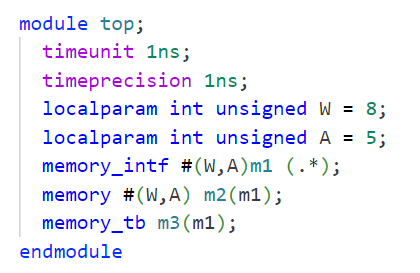 module top;
timeunit 1ns;
timeprecision 1ns;
localparam int unsigned W = 8;
localparam int unsigned A = 5;
memory_intf #(W,A)m1 (.*);
memory #(W,A) m2(m1);
memory_tb m3(m1);
endmodule